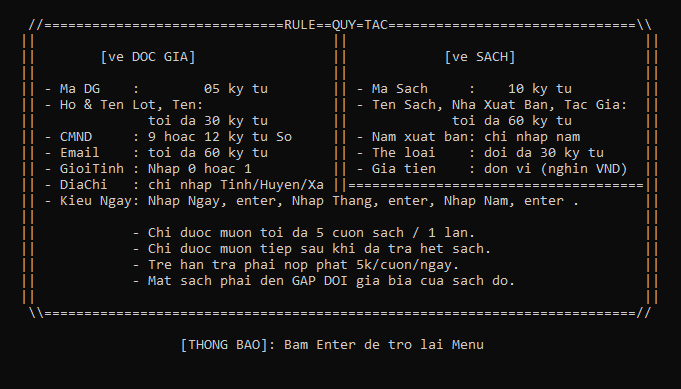 //==============================RULE==QUY=TAC===============================\\
[ve DOC GIA] || [ve SACH]
- Ma DG : 05 ky tu || - Ma Sach : 10 ky tu
- Ho & Ten Lot, Ten: || - Ten Sach, Nha Xuat Ban, Tac Gia:
toi da 30 ky tu || toi da 60 ky tu
- CMND : 9 hoac 12 ky tu So || - Nam xuat ban: chi nhap nam
- Email : toi da 60 ky tu || - The loai : doi da 30 ky tu
- GioiTinh : Nhap 0 hoac 1 || - Gia tien : don vi (nghin VND)
- DiaChi : chi nhap Tinh/Huyen/Xa ||=====================================||
- Kieu Ngay: Nhap Ngay, enter, Nhap Thang, enter, Nhap Nam, enter .
- Chi duoc muon toi da 5 cuon sach / 1 lan.
- Chi duoc muon tiep sau khi da tra het sach.
- Tre han tra phai nop phat 5k/cuon/ngay.
- Mat sach phai den GAP DOI gia bia cua sach do.
\\==========================================================================//
[THONG BAO]: Bam Enter de tro lai Menu